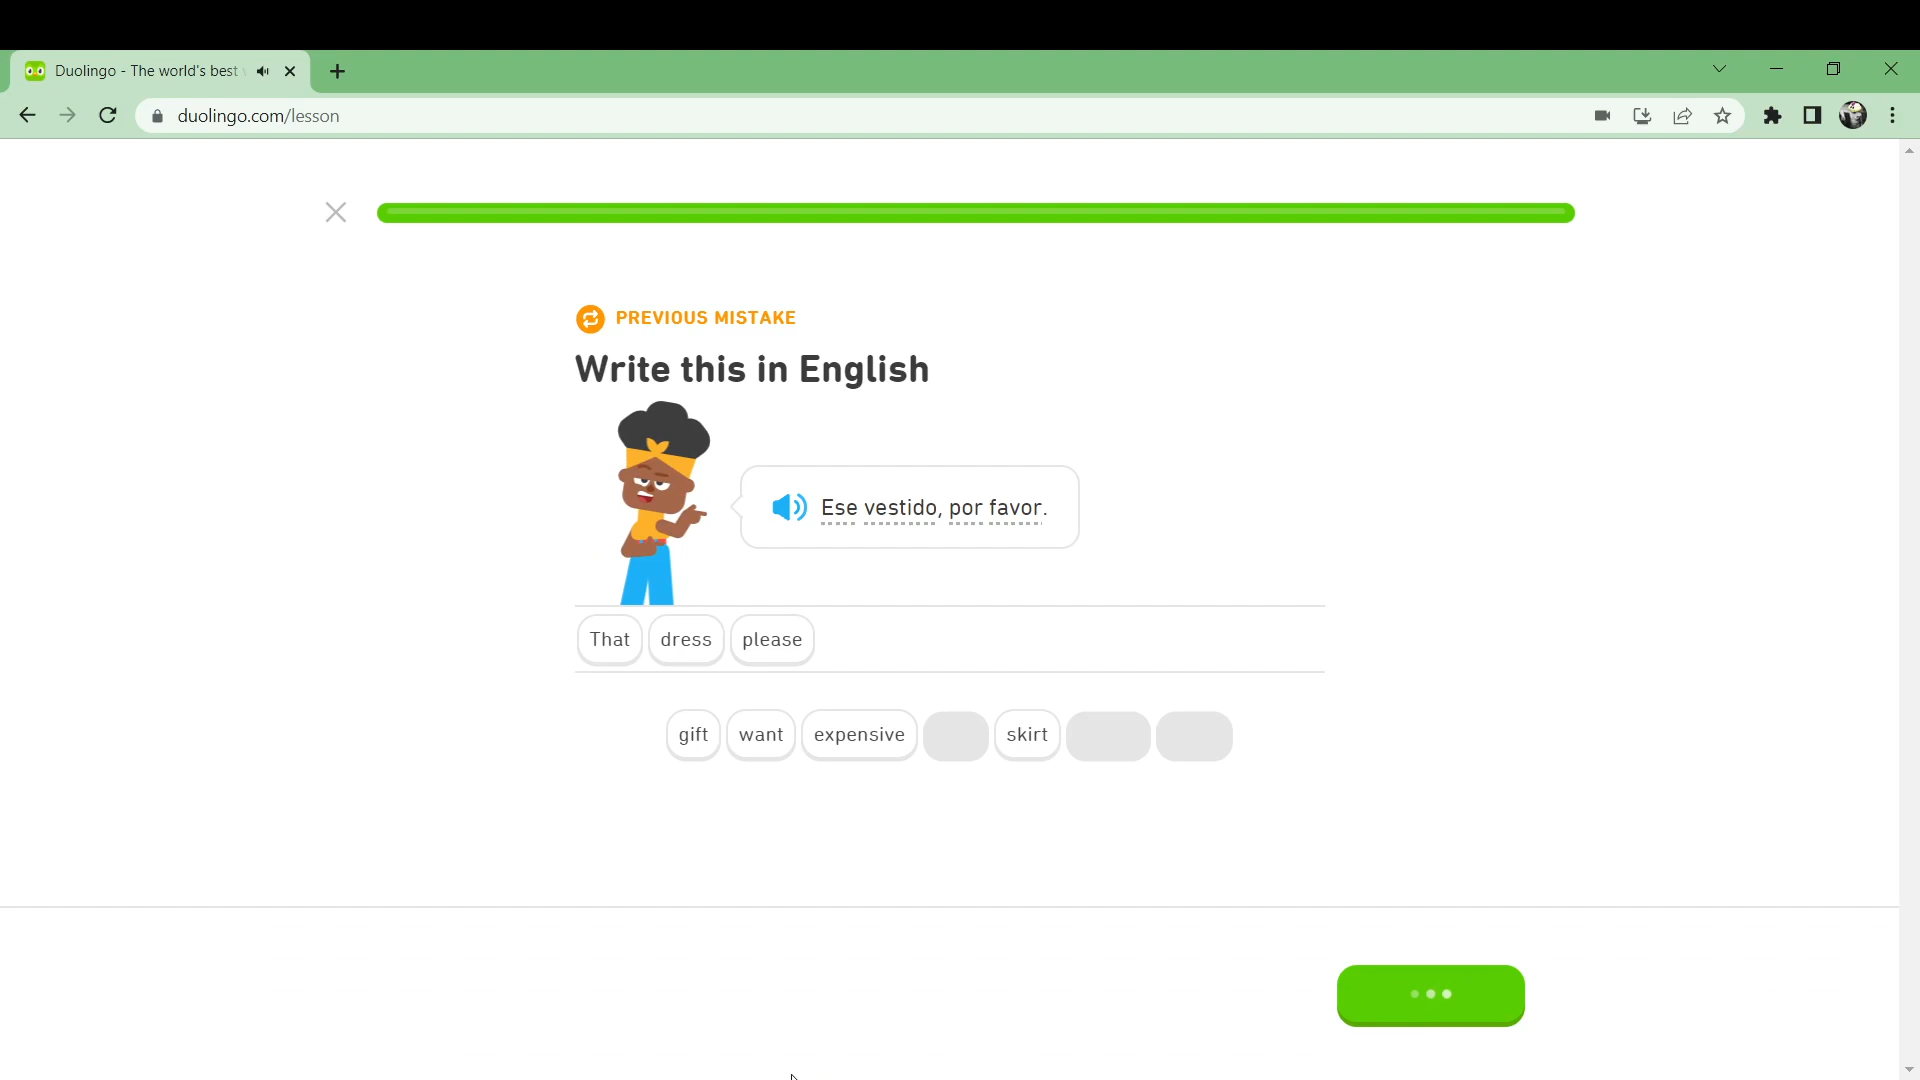 Duolingo - The world's best
duolingo.com/lesson
PREVIOUS MISTAKE
Write this in English
Ese vestido, por favor.
That dress please
gift want expensive skirt